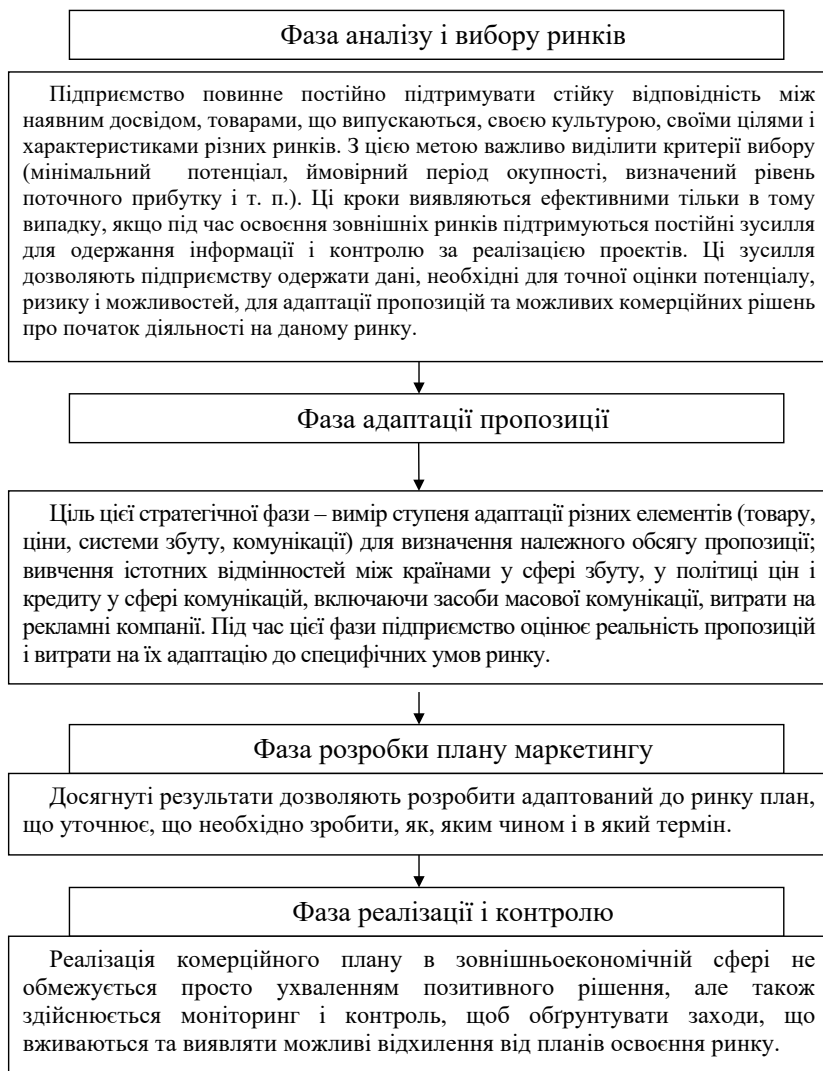 Фаза аналізу і вибору ринків
Підприємство повинне постійно підтримувати стійку відповідність між
наявним досвідом, товарами, що випускаються, своєю культурою, своїми цілями і
характеристиками різних ринків. З цією метою важливо виділити критерії вибору
(мінімальний потенціал, ймовірний період окупності, визначений рівень
поточного прибутку і т. п.). Ці кроки виявляються ефективними тільки в тому
випадку, якщо під час освоєння зовнішніх ринків підтримуються постійні зусилля
для одержання інформації і контролю за реалізацією проектів. Ці зусилля
дозволяють підприємству одержати дані, необхідні для точної оцінки потенціалу,
ризику і можливостей, для адаптації пропозицій та можливих комерційних рішень
про початок діяльності на даному ринку.
Фаза адаптації пропозиції
Ціль цієї стратегічної фази – вимір ступеня адаптації різних елементів (товару,
ціни, системи збуту, комунікації) для визначення належного обсягу пропозиції;
вивчення істотних відмінностей між країнами у сфері збуту, у політиці цін і
кредиту у сфері комунікацій, включаючи засоби масової комунікації, витрати на
рекламні компанії. Під час цієї фази підприємство оцінює реальність пропозицій
і витрати на їх адаптацію до специфічних умов ринку.
Фаза розробки плану маркетингу
Досягнуті результати дозволяють розробити адаптований до ринку план,
що уточнює, що необхідно зробити, як, яким чином і в який термін.
Фаза реалізації і контролю
Реалізація комерційного плану в зовнішньоекономічній сфері не
обмежується просто ухваленням позитивного рішення, але також
здійснюється моніторинг і контроль, щоб обґрунтувати заходи, що
вживаються та виявляти можливі відхилення від планів освоєння ринку.